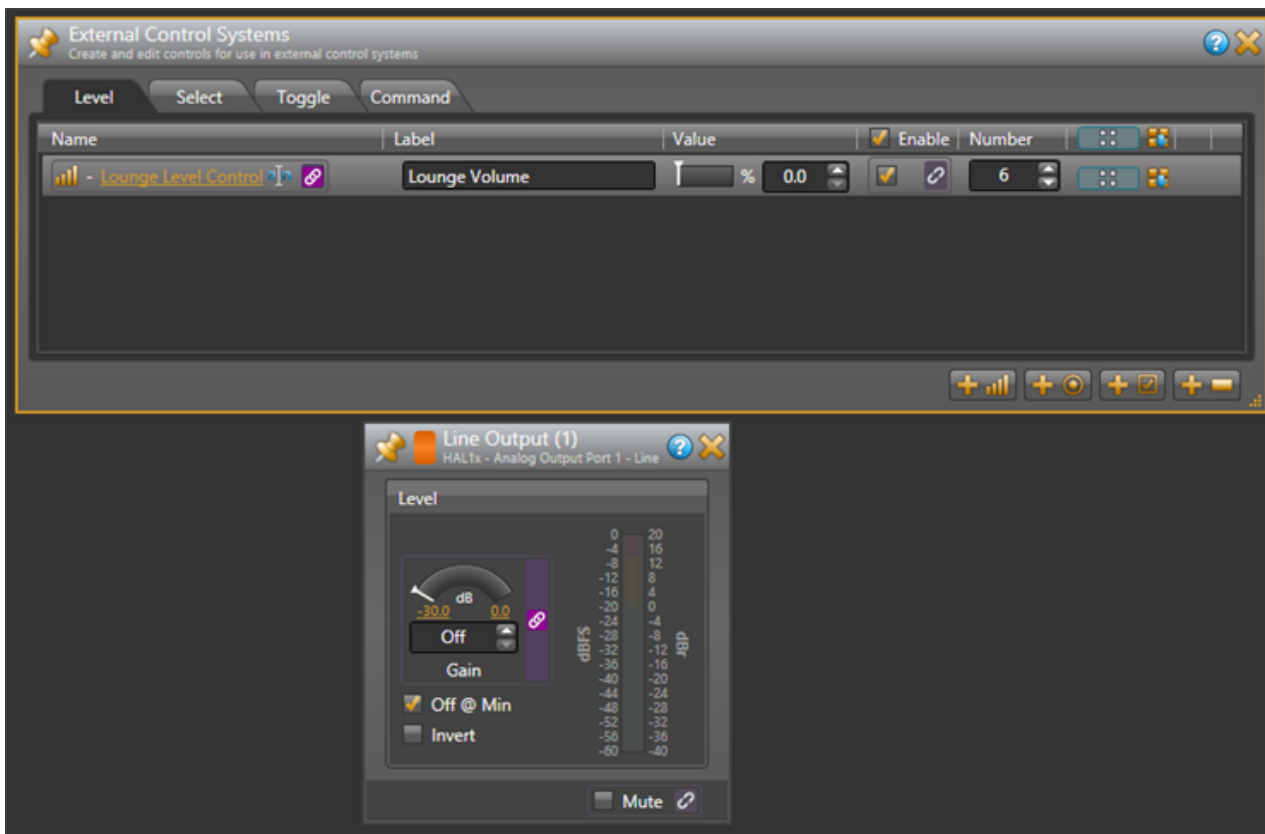 External Control Systems
Create and edit controls for use in external control systems
Level Select Toggle Command
Name Label Value Enable Number
- Lounge Level Control Lounge Volume % 0.0 6
Line Output (1)
HAL1x - Analog Output Port 1 - Line
Level
0 20
-4 16
-8 12
-12 8
-16 4
-20 0
-24 -4
-28 -8
-32 -12
-36 -16
-40 -20
-44 -24
-48 -28
-52 -32
-56 -36
-60 -40
dBFS
dBr
dB
-30.0 0.0
Off
Gain
Off @ Min
Invert
Mute